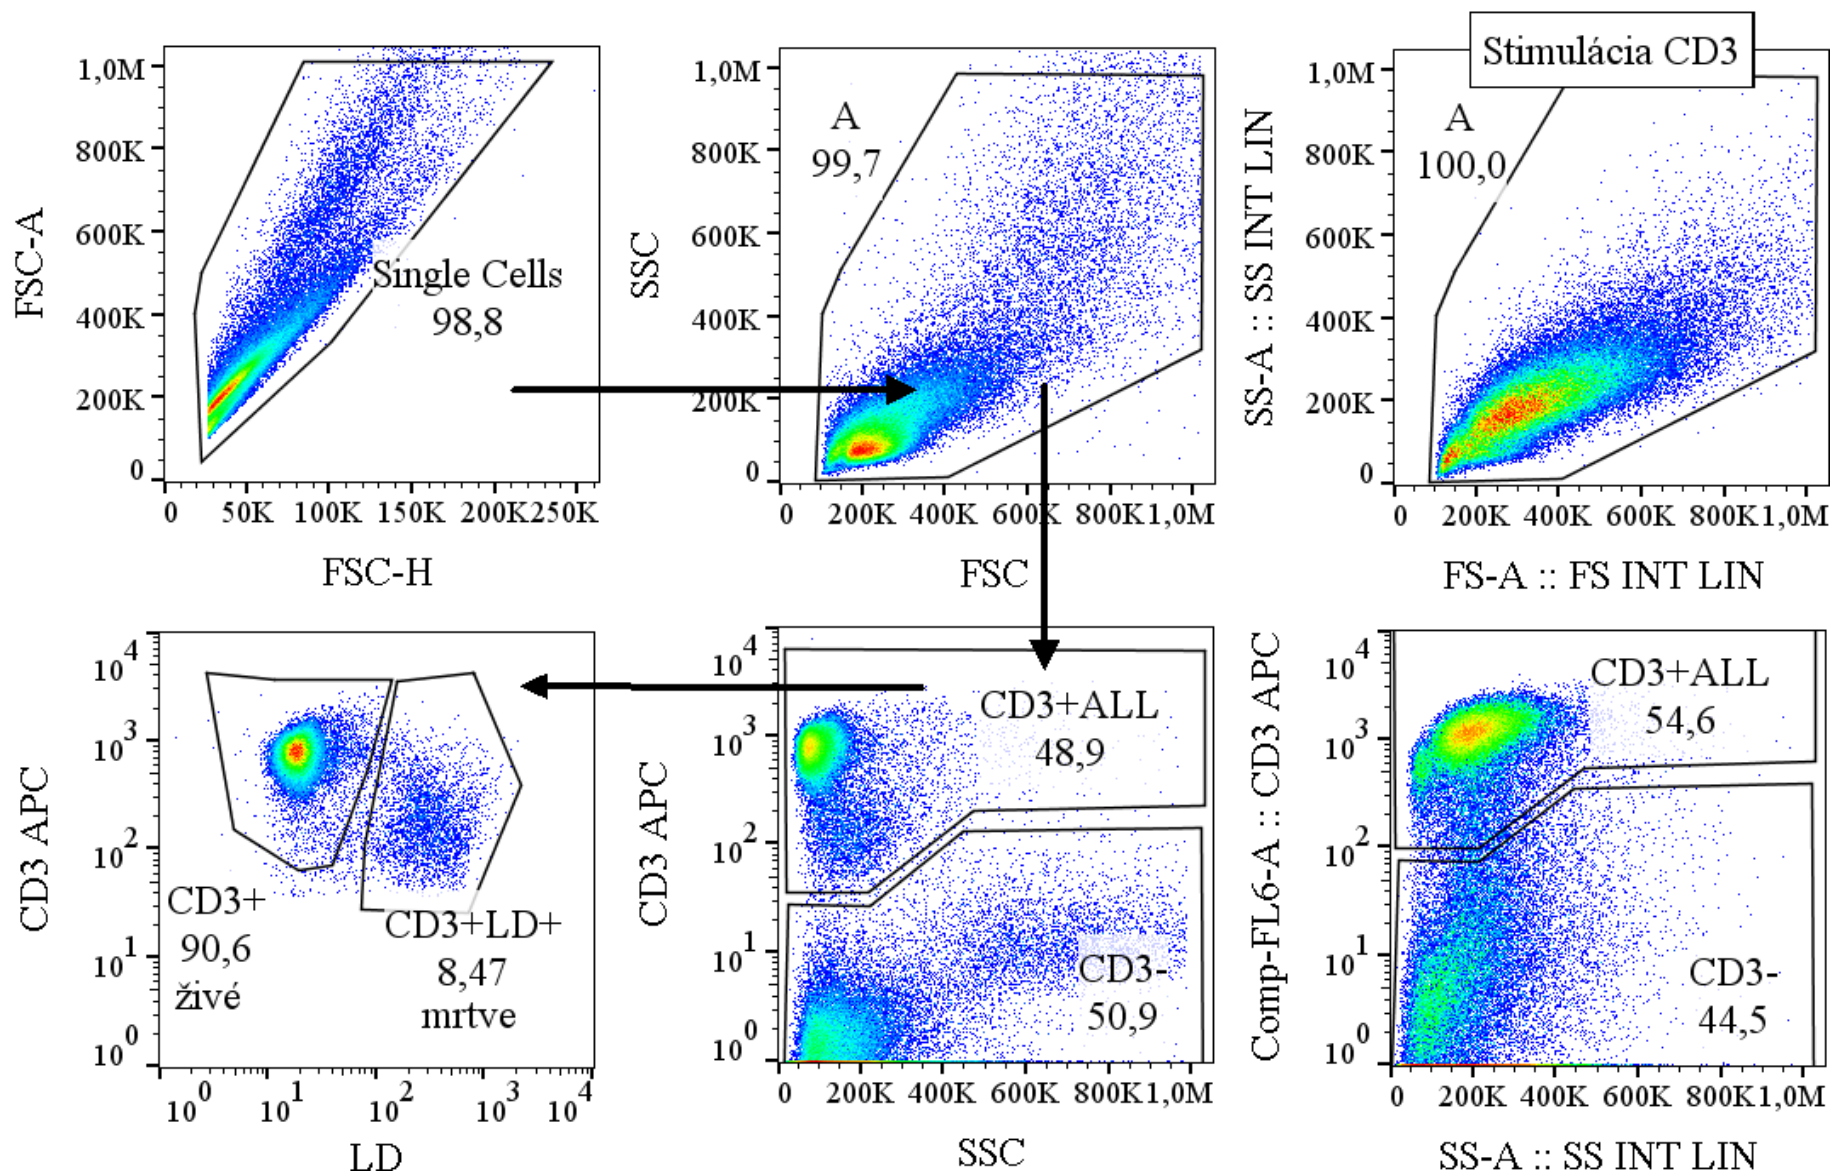 Stimulácia CD3
FSC-A
1,0M
800K
600K
400K
200K
0
Single Cells
98,8
0 50K 100K 150K 200K 250K
FSC-H
SSC
1,0M
800K
600K
400K
200K
0
A
99,7
0 200K 400K 600K 800K 1,0M
FSC
SS-A :: SS INT LIN
1,0M
800K
600K
400K
200K
0
A
100,0
0 200K 400K 600K 800K 1,0M
FS-A :: FS INT LIN
CD3 APC
10^4
10^3
10^2
10^1
10^0
10^0
CD3+
90,6
živé
CD3+LD+
8,47
mrtve
10^0 10^0 10^1 10^2 10^3 10^4
LD
CD3 APC
10^4
10^3
10^2
10^1
10^0
10^0
CD3+ALL
48,9
CD3-
50,9
0 200K 400K 600K 800K 1,0M
SSC
Comp-FL6-A :: CD3 APC
10^4
10^3
10^2
10^1
10^0
10^0
CD3+ALL
54,6
CD3-
44,5
0 200K 400K 600K 800K 1,0M
SS-A :: SS INT LIN